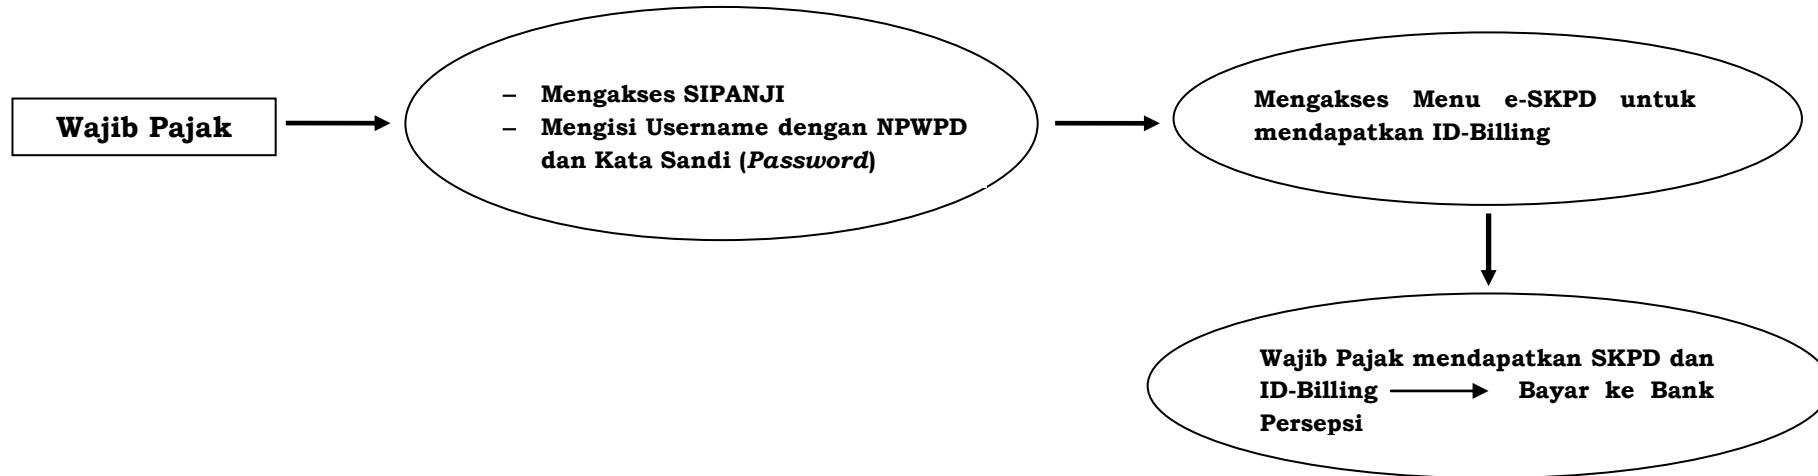 Wajib Pajak
– Mengakses SIPANJI
– Mengisi Username dengan NPWPD
dan Kata Sandi (Password)
Mengakses Menu e-SKPD untuk
mendapatkan ID-Billing
Wajib Pajak mendapatkan SKPD dan
ID-Billing Bayar ke Bank
Persepsi